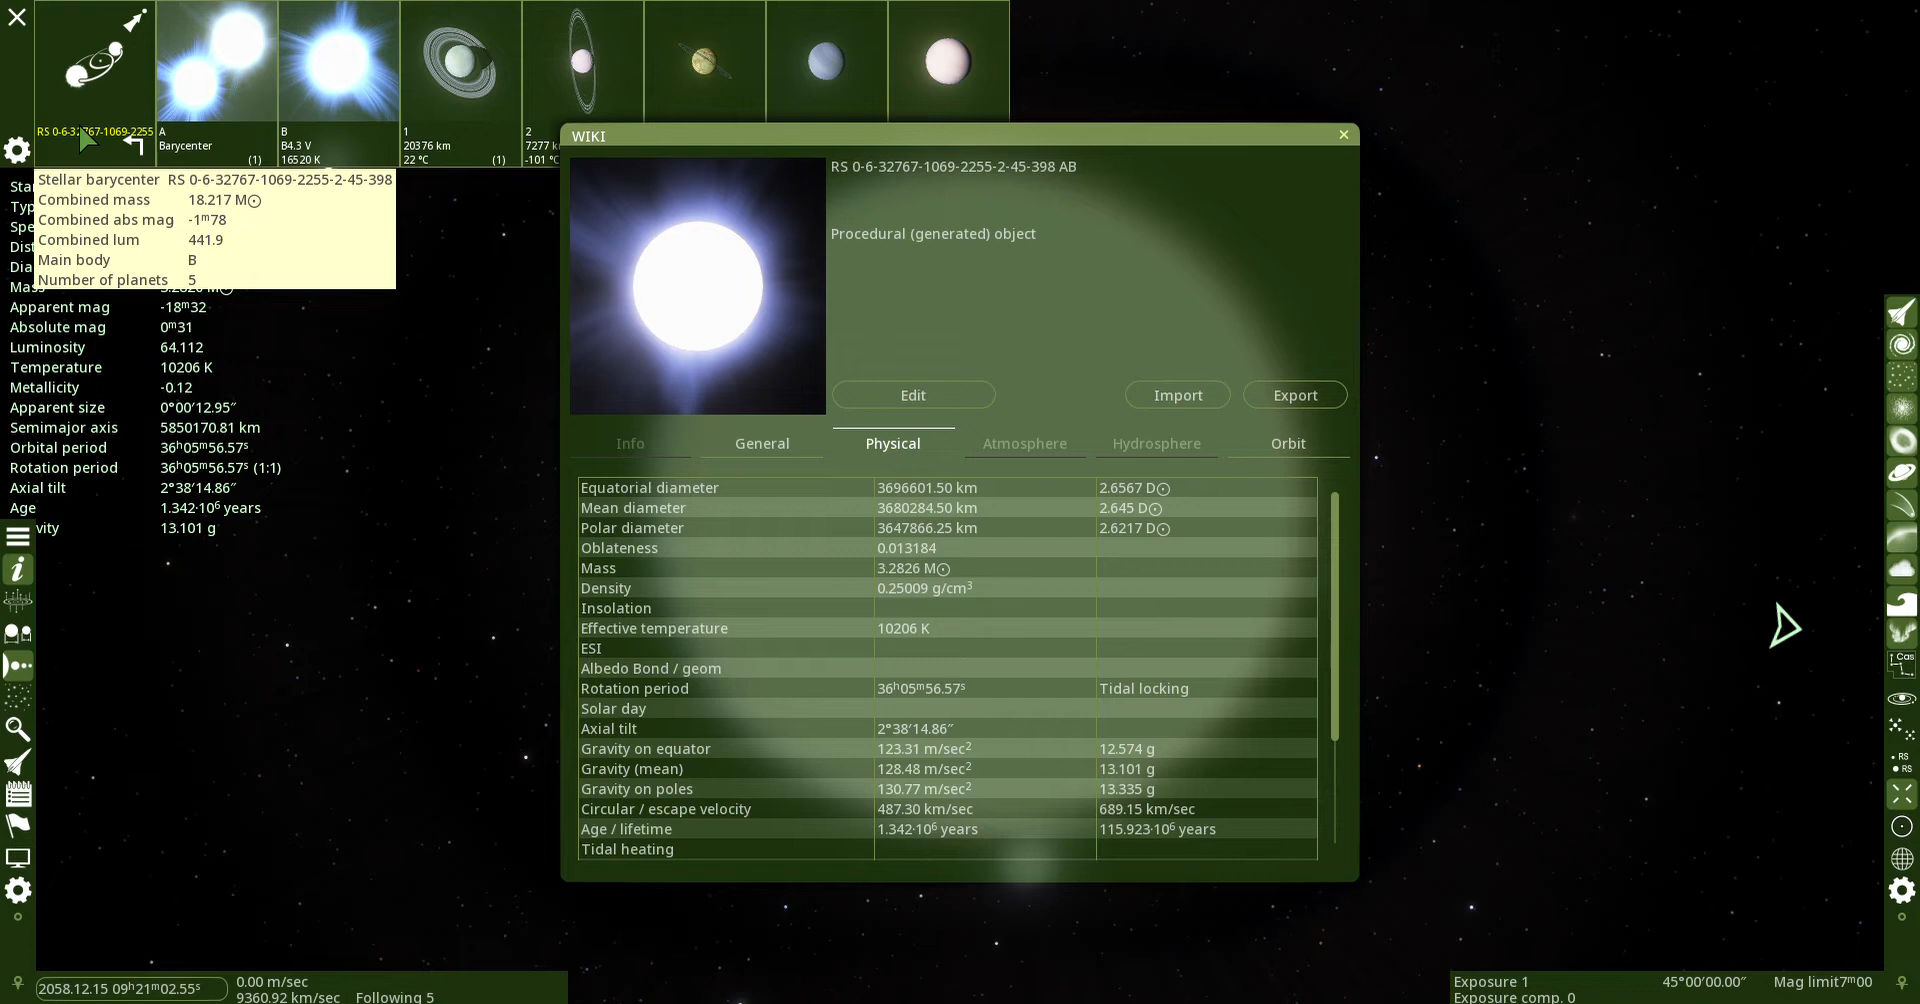 RS 0-6-32767-1069-2255
A
Barycenter
(1)
B
B4.3 V
16520 K
1
20376 km
22 °C (1)
2
7277 k
-101 °C
Stellar barycenter RS 0-6-32767-1069-2255-2-45-398
Combined mass 18.217 M☉
Combined abs mag -1ᵐ78
Combined lum 441.9
Main body B
Number of planets 5
Apparent mag -18ᵐ32
Absolute mag 0ᵐ31
Luminosity 64.112
Temperature 10206 K
Metallicity -0.12
Apparent size 0°00′12.95″
Semimajor axis 5850170.81 km
Orbital period 36ʰ05ᵐ56.57ˢ
Rotation period 36ʰ05ᵐ56.57ˢ (1:1)
Axial tilt 2°38′14.86″
Age 1.342·10⁶ years
vity 13.101 g
WIKI
RS 0-6-32767-1069-2255-2-45-398 AB
Procedural (generated) object
Edit Import Export
Info General Physical Atmosphere Hydrosphere Orbit
Equatorial diameter 3696601.50 km 2.6567 D☉
Mean diameter 3680284.50 km 2.645 D☉
Polar diameter 3647866.25 km 2.6217 D☉
Oblateness 0.013184
Mass 3.2826 M☉
Density 0.25009 g/cm³
Insolation
Effective temperature 10206 K
ESI
Albedo Bond / geom
Rotation period 36ʰ05ᵐ56.57ˢ Tidal locking
Solar day
Axial tilt 2°38′14.86″
Gravity on equator 123.31 m/sec² 12.574 g
Gravity (mean) 128.48 m/sec² 13.101 g
Gravity on poles 130.77 m/sec² 13.335 g
Circular / escape velocity 487.30 km/sec 689.15 km/sec
Age / lifetime 1.342·10⁶ years 115.923·10⁶ years
Tidal heating
Cas
RS
RS
2058.12.15 09ʰ21ᵐ02.55ˢ
0.00 m/sec
9360.92 km/sec Following 5
Exposure 1 45°00′00.00″ Mag limit7ᵐ00
Exposure comp. 0